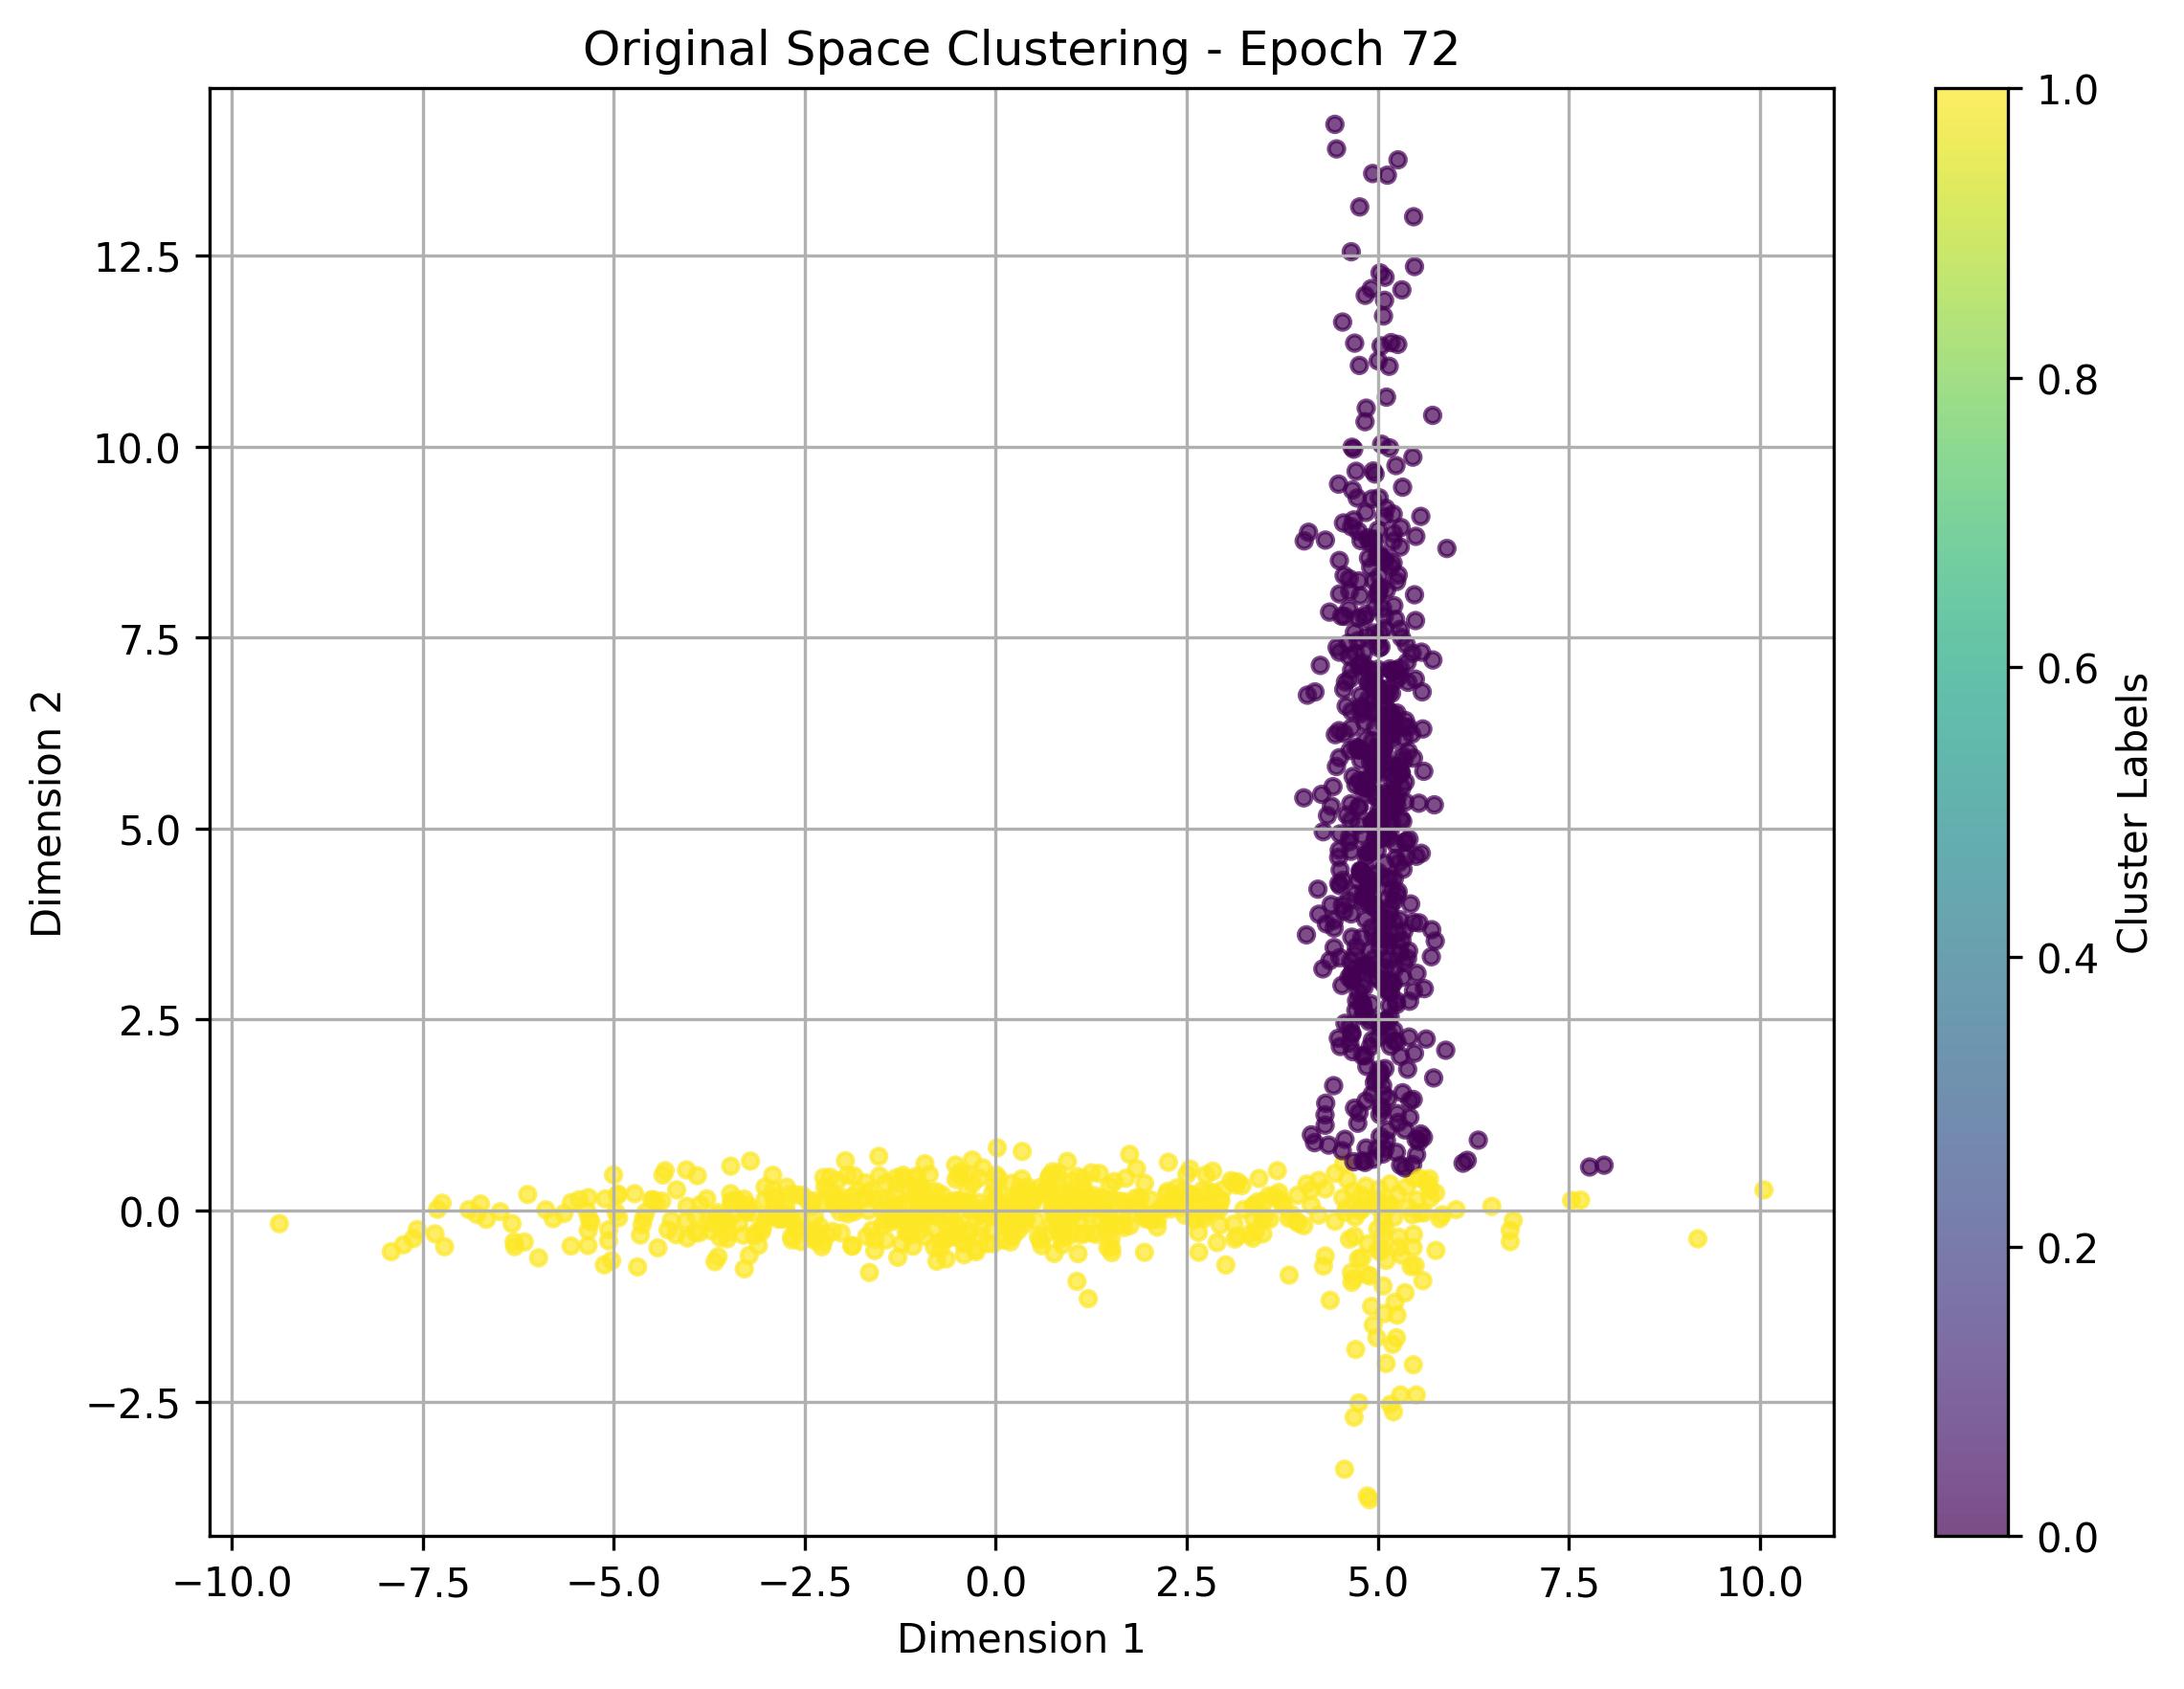 Original Space Clustering - Epoch 72
Dimension 2
12.5
10.0
7.5
5.0
2.5
0.0
−2.5
−10.0 −7.5 −5.0 −2.5 0.0 2.5 5.0 7.5 10.0
Dimension 1
1.0
0.8
0.6
0.4
0.2
0.0
Cluster Labels